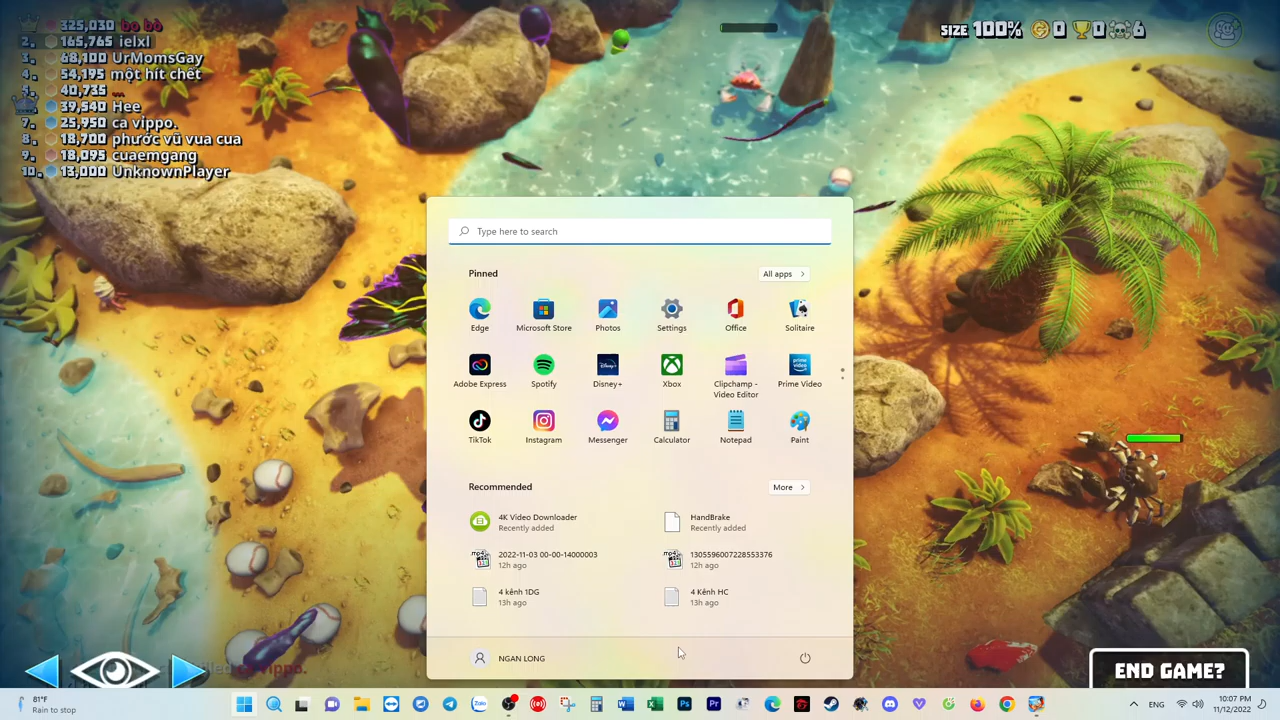 325,030 bo bò
2. 165,765 ielxl
3. 68,100 UrMomsGay
4. 54,195 một hit chết
40,735 ...
39,540 Hee
7. 25,950 ca vippo.
8. 18,700 phước vũ vua cua
9. 18,095 cuaemgang
10. 13,000 UnknownPlayer
SIZE 100% 0 0 6
Type here to search
Pinned
All apps
Edge
Microsoft Store
Photos
Settings
Office
Solitaire
Adobe Express
Spotify
Disney+
Xbox
Clipchamp - Video Editor
Prime Video
TikTok
Instagram
Messenger
Calculator
Notepad
Paint
Recommended
More
4K Video Downloader
Recently added
HandBrake
Recently added
2022-11-03 00-00-14000003
12h ago
1305596007228553376
12h ago
4 kênh 1DG
13h ago
4 Kênh HC
13h ago
NGAN LONG
vippo.
END GAME?
81°F
Rain to stop
ENG
10:07 PM
11/12/2022